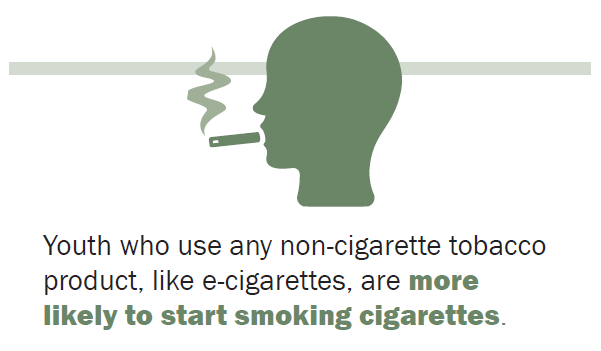 Youth who use any non-cigarette tobacco
product, like e-cigarettes, are more
likely to start smoking cigarettes.